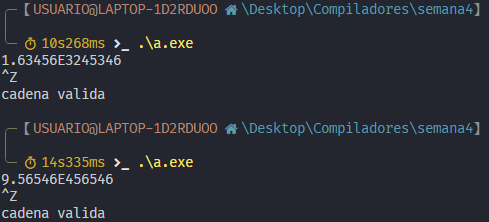 [USUARIO@LAPTOP-1D2RDUOO \Desktop\Compiladores\semana4]
10s268ms >_ .\a.exe
1.63456E3245346
^Z
cadena valida
[USUARIO@LAPTOP-1D2RDUOO \Desktop\Compiladores\semana4]
14s335ms >_ .\a.exe
9.56546E456546
^Z
cadena valida